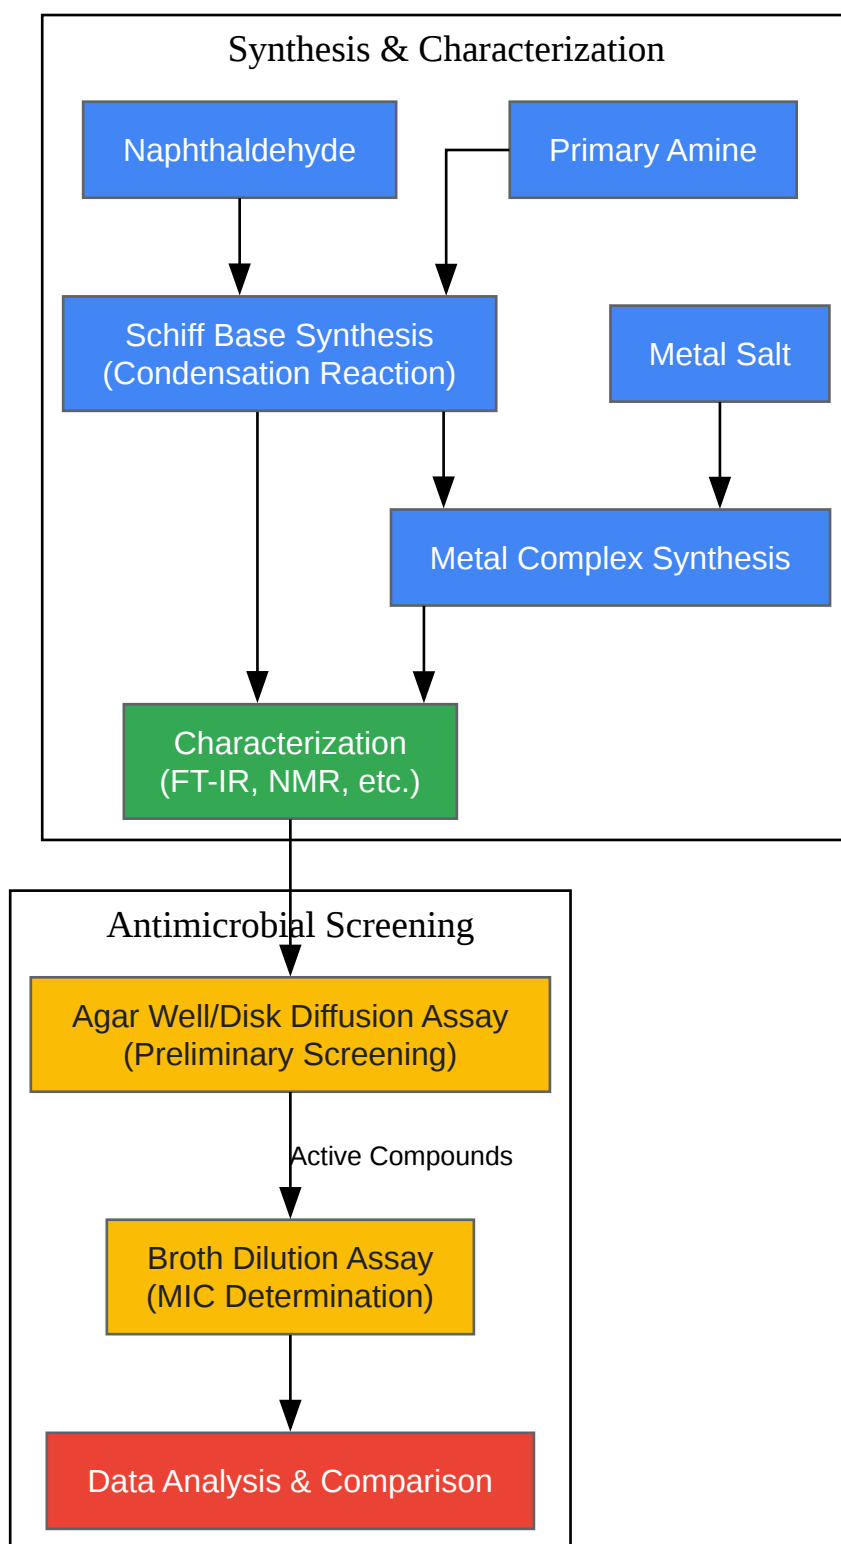 Synthesis & Characterization
Naphthaldehyde
Primary Amine
Schiff Base Synthesis
(Condensation Reaction)
Metal Salt
Metal Complex Synthesis
Characterization
(FT-IR, NMR, etc.)
Antimicrobial Screening
Agar Well/Disk Diffusion Assay
(Preliminary Screening)
Active Compounds
Broth Dilution Assay
(MIC Determination)
Data Analysis & Comparison